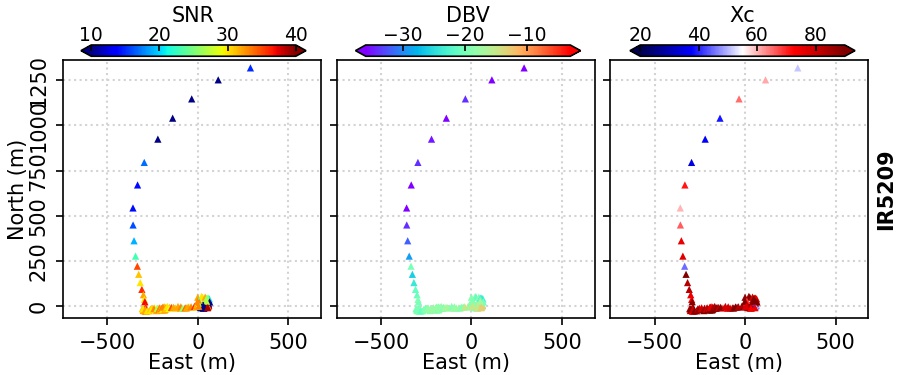 SNR DBV Xc
10 20 30 40 −30 −20 −10 20 40 60 80
1250
1000
750
500
250
0
North (m)
IR5209
−500 0 500 −500 0 500 −500 0 500
East (m) East (m) East (m)